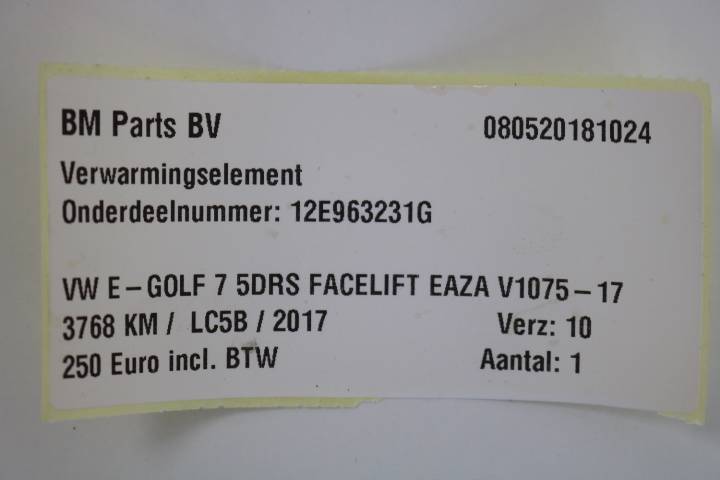 BM Parts BV 080520181024
Verwarmingselement
Onderdeelnummer: 12E963231G
VW E-GOLF 7 5DRS FACELIFT EAZA V1075-17
3768 KM / LC5B / 2017 Verz: 10
250 Euro incl. BTW Aantal: 1